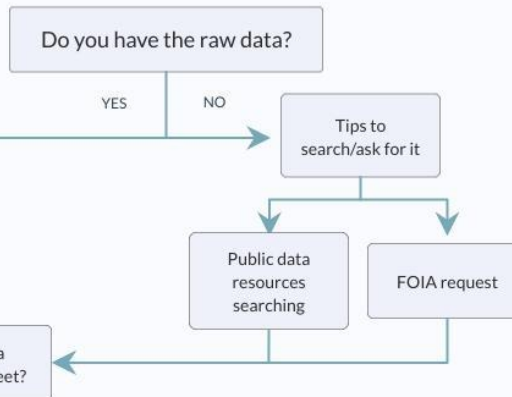 Do you have the raw data?
YES
NO
Tips to
search/ask for it
Public data
resources
searching
FOIA request
a
eet?